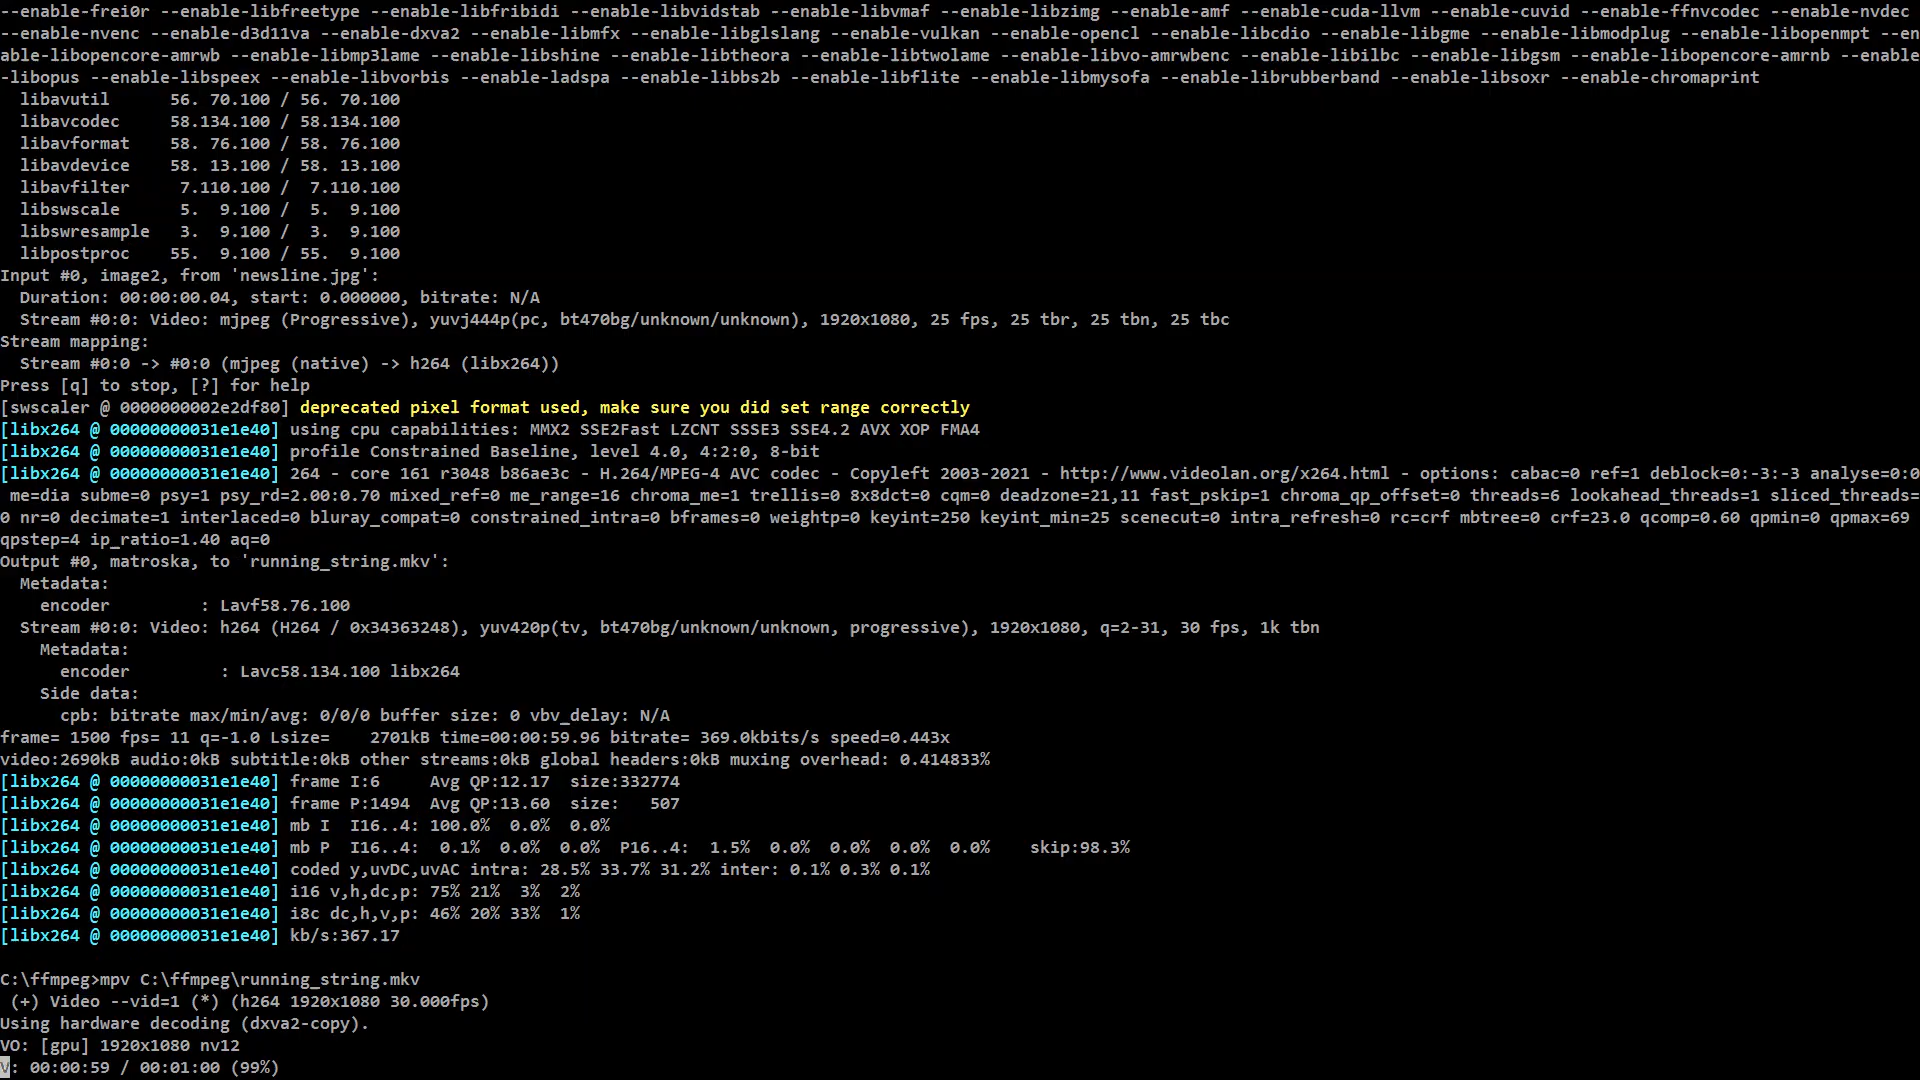 --enable-frei0r --enable-libfreetype --enable-libfribidi --enable-libvidstab --enable-libvmaf --enable-libzimg --enable-amf --enable-cuda-llvm --enable-cuvid --enable-ffnvcodec --enable-nvdec
--enable-nvenc --enable-d3d11va --enable-dxva2 --enable-libmfx --enable-libglslang --enable-vulkan --enable-opencl --enable-libcdio --enable-libgme --enable-libmodplug --enable-libopenmpt --en
able-libopencore-amrwb --enable-libmp3lame --enable-libshine --enable-libtheora --enable-libtwolame --enable-libvo-amrwbenc --enable-libilbc --enable-libgsm --enable-libopencore-amrnb --enable
-libopus --enable-libspeex --enable-libvorbis --enable-ladspa --enable-libbs2b --enable-libflite --enable-libmysofa --enable-librubberband --enable-libsoxr --enable-chromaprint
  libavutil      56. 70.100 / 56. 70.100
  libavcodec     58.134.100 / 58.134.100
  libavformat    58. 76.100 / 58. 76.100
  libavdevice    58. 13.100 / 58. 13.100
  libavfilter     7.110.100 /  7.110.100
  libswscale      5.  9.100 /  5.  9.100
  libswresample   3.  9.100 /  3.  9.100
  libpostproc    55.  9.100 / 55.  9.100
Input #0, image2, from 'newsline.jpg':
  Duration: 00:00:00.04, start: 0.000000, bitrate: N/A
  Stream #0:0: Video: mjpeg (Progressive), yuvj444p(pc, bt470bg/unknown/unknown), 1920x1080, 25 fps, 25 tbr, 25 tbn, 25 tbc
Stream mapping:
  Stream #0:0 -> #0:0 (mjpeg (native) -> h264 (libx264))
Press [q] to stop, [?] for help
[swscaler @ 0000000002e2df80] deprecated pixel format used, make sure you did set range correctly
[libx264 @ 00000000031e1e40] using cpu capabilities: MMX2 SSE2Fast LZCNT SSSE3 SSE4.2 AVX XOP FMA4
[libx264 @ 00000000031e1e40] profile Constrained Baseline, level 4.0, 4:2:0, 8-bit
[libx264 @ 00000000031e1e40] 264 - core 161 r3048 b86ae3c - H.264/MPEG-4 AVC codec - Copyleft 2003-2021 - http://www.videolan.org/x264.html - options: cabac=0 ref=1 deblock=0:-3:-3 analyse=0:0
 me=dia subme=0 psy=1 psy_rd=2.00:0.70 mixed_ref=0 me_range=16 chroma_me=1 trellis=0 8x8dct=0 cqm=0 deadzone=21,11 fast_pskip=1 chroma_qp_offset=0 threads=6 lookahead_threads=1 sliced_threads=
0 nr=0 decimate=1 interlaced=0 bluray_compat=0 constrained_intra=0 bframes=0 weightp=0 keyint=250 keyint_min=25 scenecut=0 intra_refresh=0 rc=crf mbtree=0 crf=23.0 qcomp=0.60 qpmin=0 qpmax=69
qpstep=4 ip_ratio=1.40 aq=0
Output #0, matroska, to 'running_string.mkv':
  Metadata:
    encoder         : Lavf58.76.100
  Stream #0:0: Video: h264 (H264 / 0x34363248), yuv420p(tv, bt470bg/unknown/unknown, progressive), 1920x1080, q=2-31, 30 fps, 1k tbn
    Metadata:
      encoder         : Lavc58.134.100 libx264
    Side data:
      cpb: bitrate max/min/avg: 0/0/0 buffer size: 0 vbv_delay: N/A
frame= 1500 fps= 11 q=-1.0 Lsize=    2701kB time=00:00:59.96 bitrate= 369.0kbits/s speed=0.443x
video:2690kB audio:0kB subtitle:0kB other streams:0kB global headers:0kB muxing overhead: 0.414833%
[libx264 @ 00000000031e1e40] frame I:6     Avg QP:12.17  size:332774
[libx264 @ 00000000031e1e40] frame P:1494  Avg QP:13.60  size:   507
[libx264 @ 00000000031e1e40] mb I  I16..4: 100.0%  0.0%  0.0%
[libx264 @ 00000000031e1e40] mb P  I16..4:  0.1%  0.0%  0.0%  P16..4:  1.5%  0.0%  0.0%  0.0%  0.0%    skip:98.3%
[libx264 @ 00000000031e1e40] coded y,uvDC,uvAC intra: 28.5% 33.7% 31.2% inter: 0.1% 0.3% 0.1%
[libx264 @ 00000000031e1e40] i16 v,h,dc,p: 75% 21%  3%  2%
[libx264 @ 00000000031e1e40] i8c dc,h,v,p: 46% 20% 33%  1%
[libx264 @ 00000000031e1e40] kb/s:367.17
C:\ffmpeg>mpv C:\ffmpeg\running_string.mkv
 (+) Video --vid=1 (*) (h264 1920x1080 30.000fps)
Using hardware decoding (dxva2-copy).
VO: [gpu] 1920x1080 nv12
V: 00:00:59 / 00:01:00 (99%)